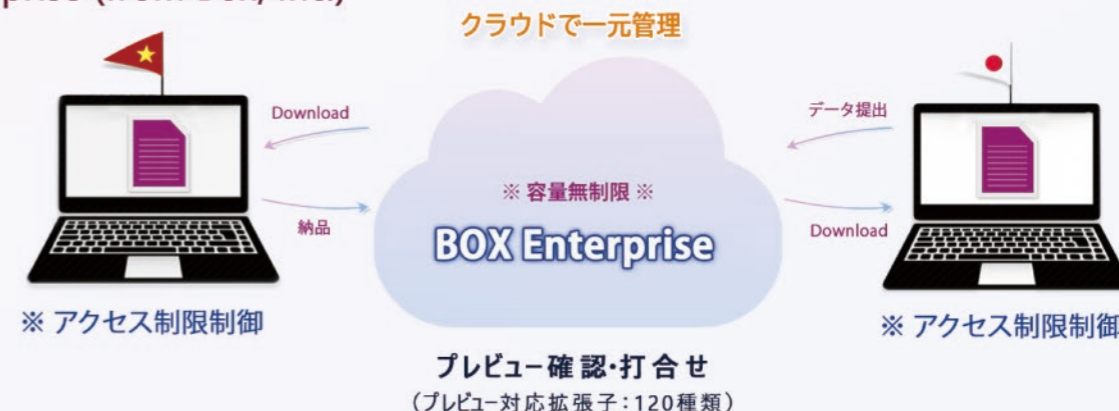 クラウドで一元管理
Download
データ提出
※ 容量無制限 ※
納品
BOX Enterprise
Download
※ アクセス制限制御
※ アクセス制限制御
プレビュー確認・打合せ
(プレビュー対応拡張子：120種類)